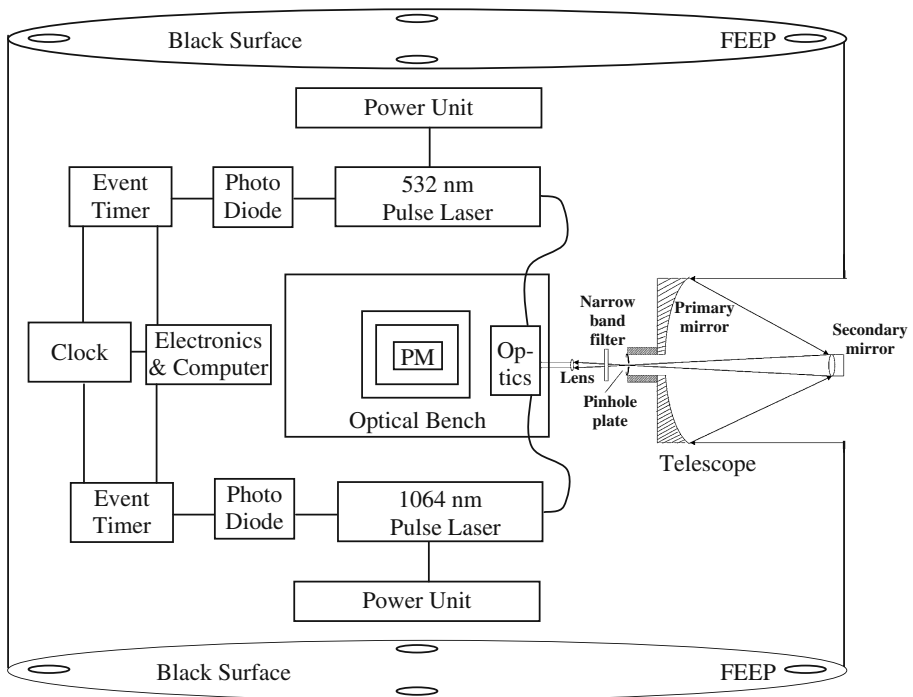 Black Surface
FEEP
Power Unit
Event
Timer
Photo
Diode
532 nm
Pulse Laser
Clock
Electronics
& Computer
PM
Optical Bench
Op-
tics
Narrow
band
filter
Lens
Pinhole
plate
Primary
mirror
Secondary
mirror
Telescope
Event
Timer
Photo
Diode
1064 nm
Pulse Laser
Power Unit
Black Surface
FEEP